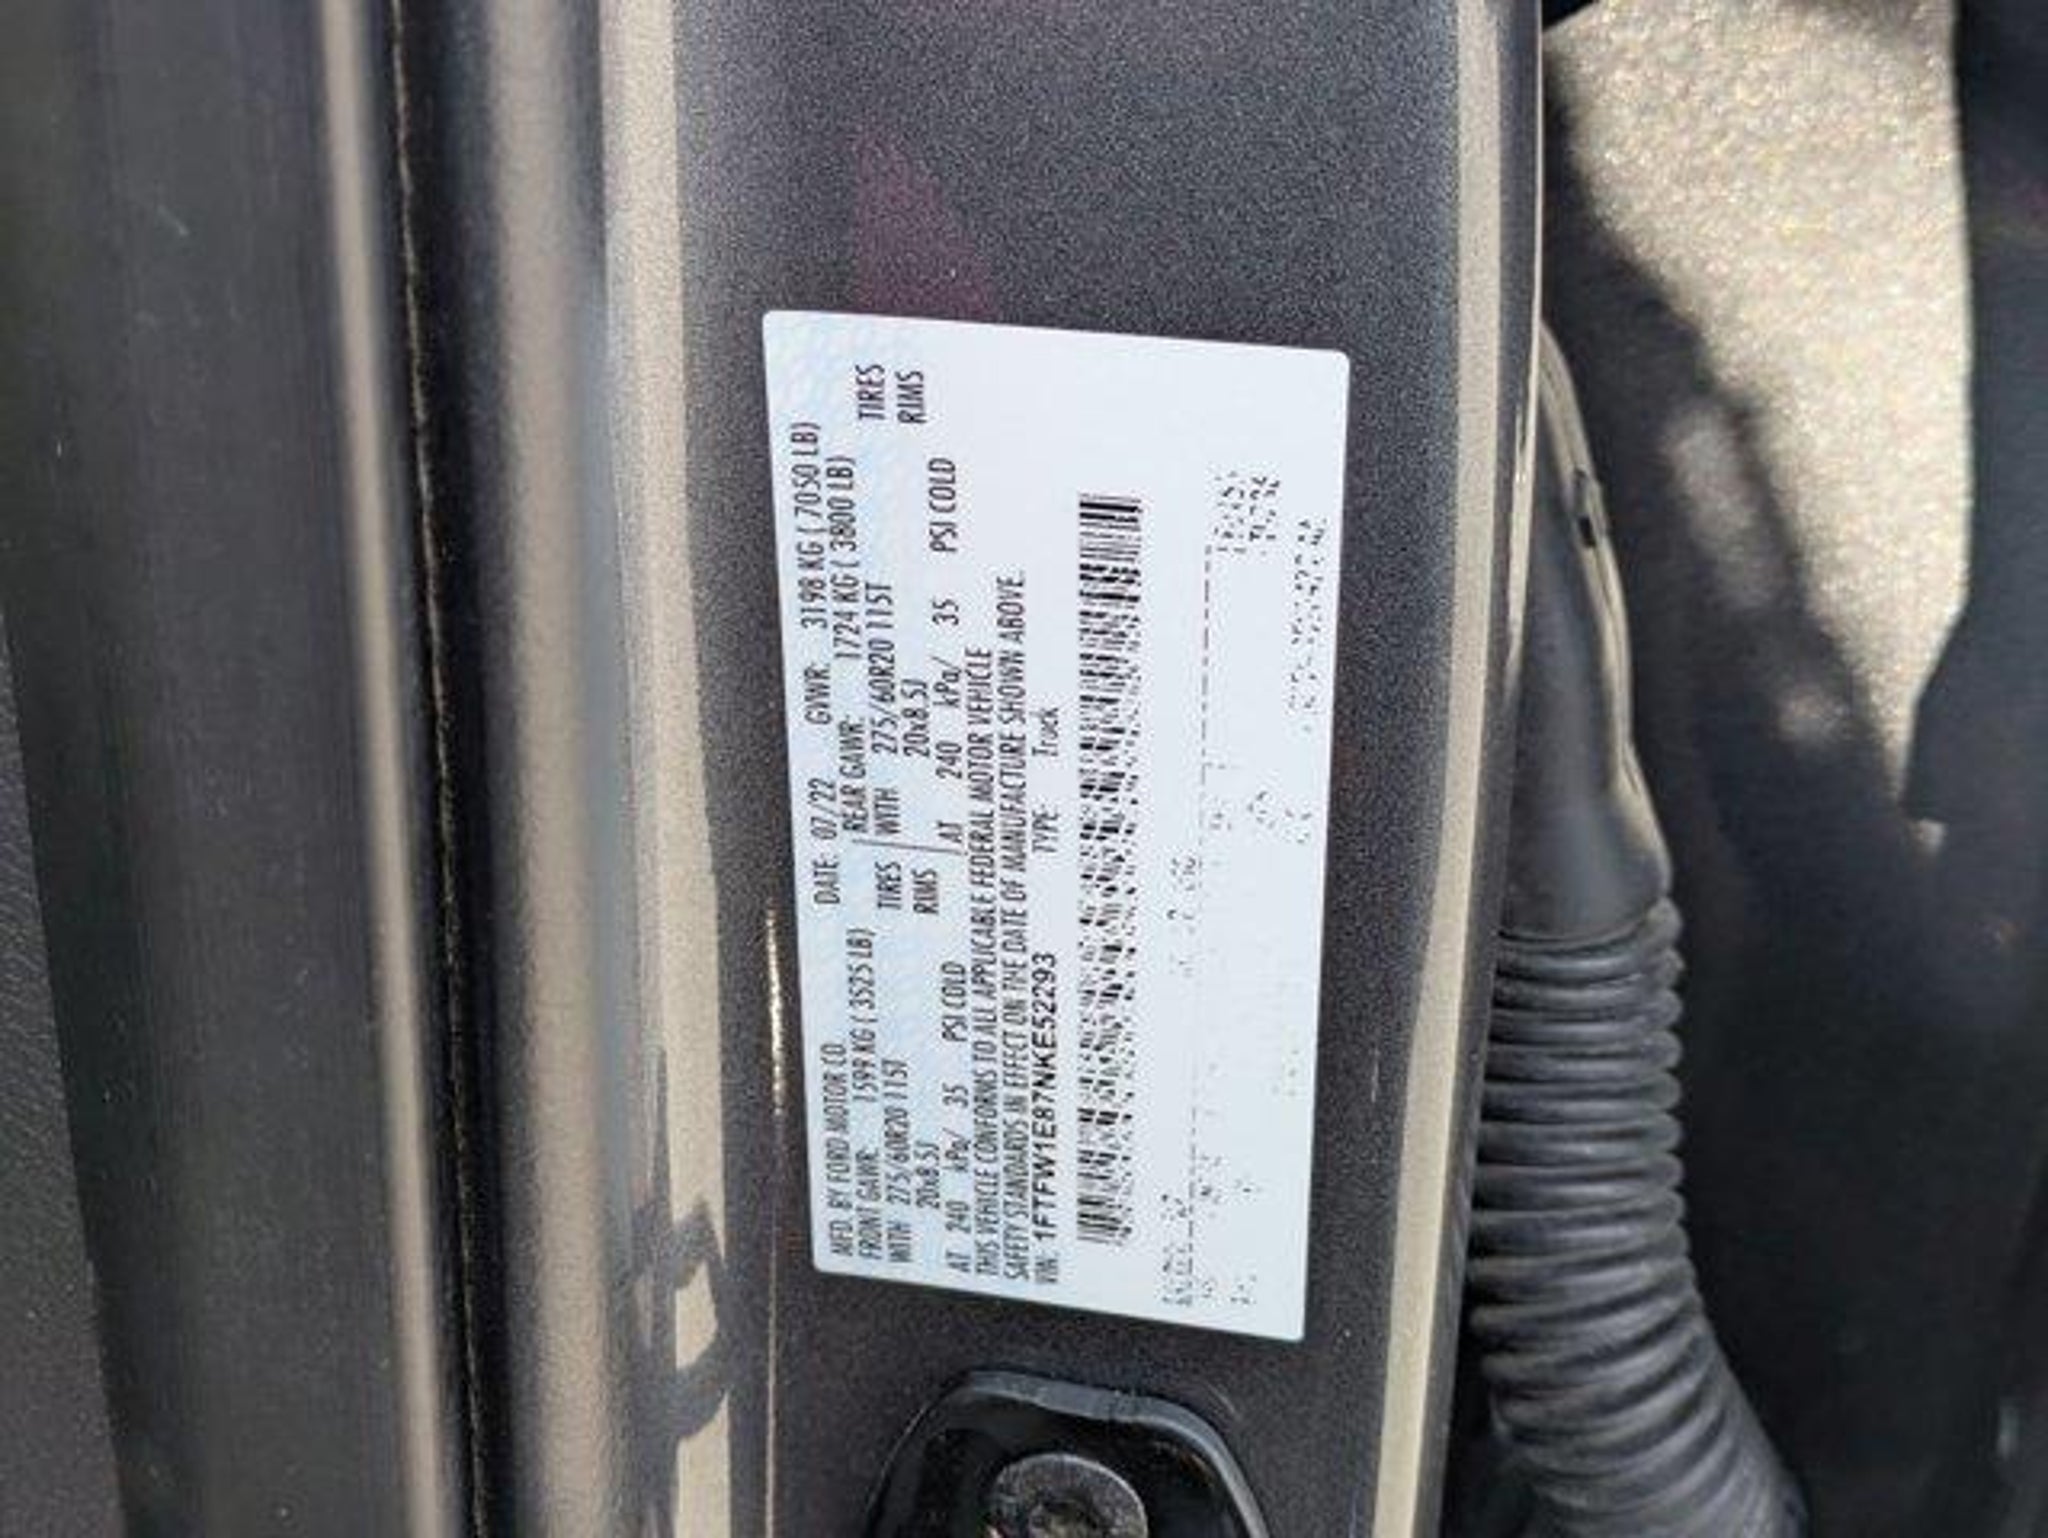 MFD. BY FORD MOTOR CO. DATE: 07/22 GVWR: 3198 KG ( 7050 LB)
FRONT GAWR: 1599 KG ( 3525 LB) REAR GAWR: 1724 KG ( 3800 LB)
WITH 275/60R20 115T TIRES WITH 275/60R20 115T TIRES
20x8.5J RIMS 20x8.5J RIMS
AT 240 kPa/ 35 PSI COLD AT 240 kPa/ 35 PSI COLD
THIS VEHICLE CONFORMS TO ALL APPLICABLE FEDERAL MOTOR VEHICLE
SAFETY STANDARDS IN EFFECT ON THE DATE OF MANUFACTURE SHOWN ABOVE.
VIN: 1FTFW1E87NKE52293 TYPE: Truck